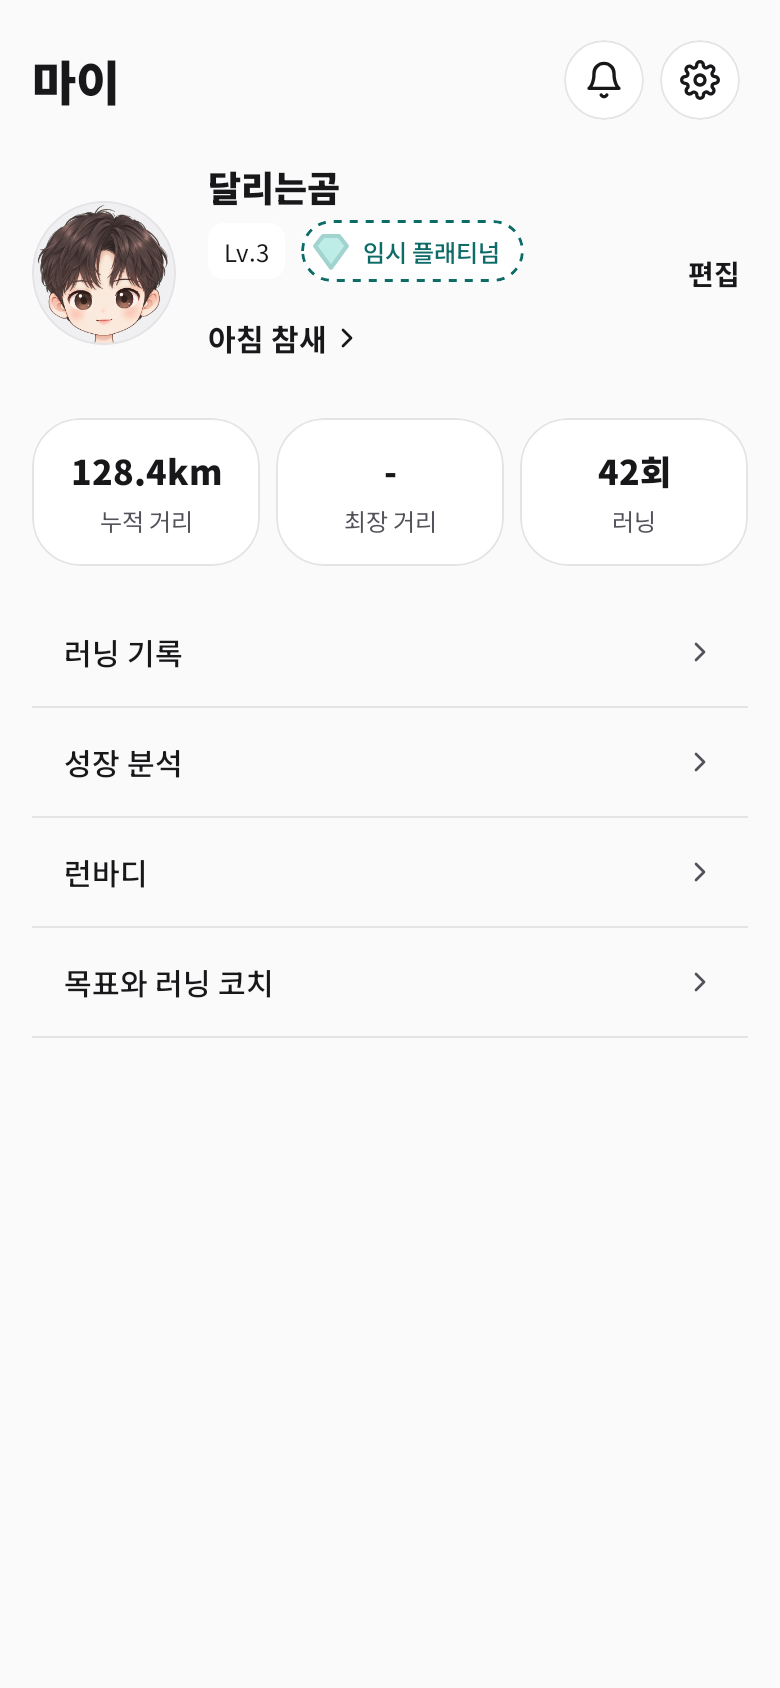 마이
달리는곰
Lv.3 임시 플래티넘
편집
아침 참새
128.4km
누적 거리
-
최장 거리
42회
러닝
러닝 기록
성장 분석
런바디
목표와 러닝 코치